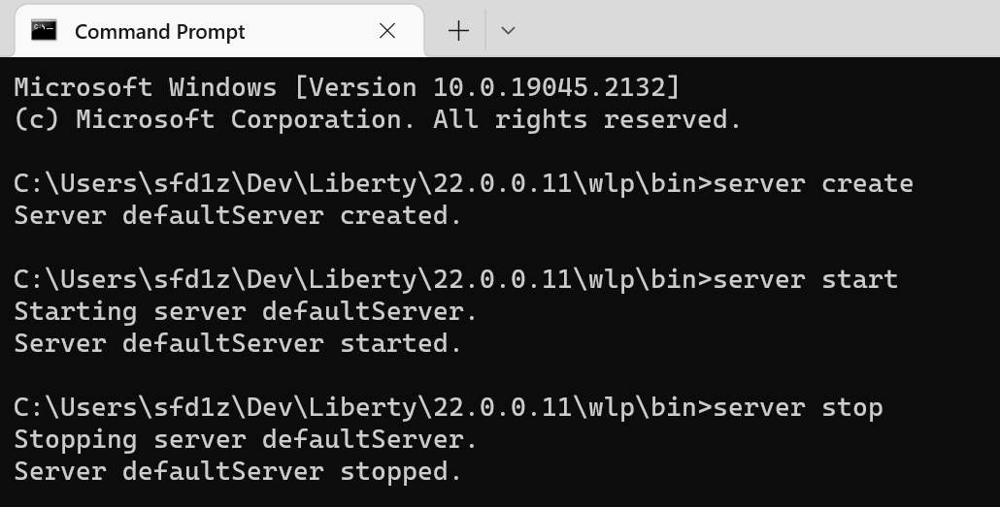 Command Prompt
Microsoft Windows [Version 10.0.19045.2132]
(c) Microsoft Corporation. All rights reserved.
C:\Users\sfd1z\Dev\Liberty\22.0.0.11\wlp\bin>server create
Server defaultServer created.
C:\Users\sfd1z\Dev\Liberty\22.0.0.11\wlp\bin>server start
Starting server defaultServer.
Server defaultServer started.
C:\Users\sfd1z\Dev\Liberty\22.0.0.11\wlp\bin>server stop
Stopping server defaultServer.
Server defaultServer stopped.